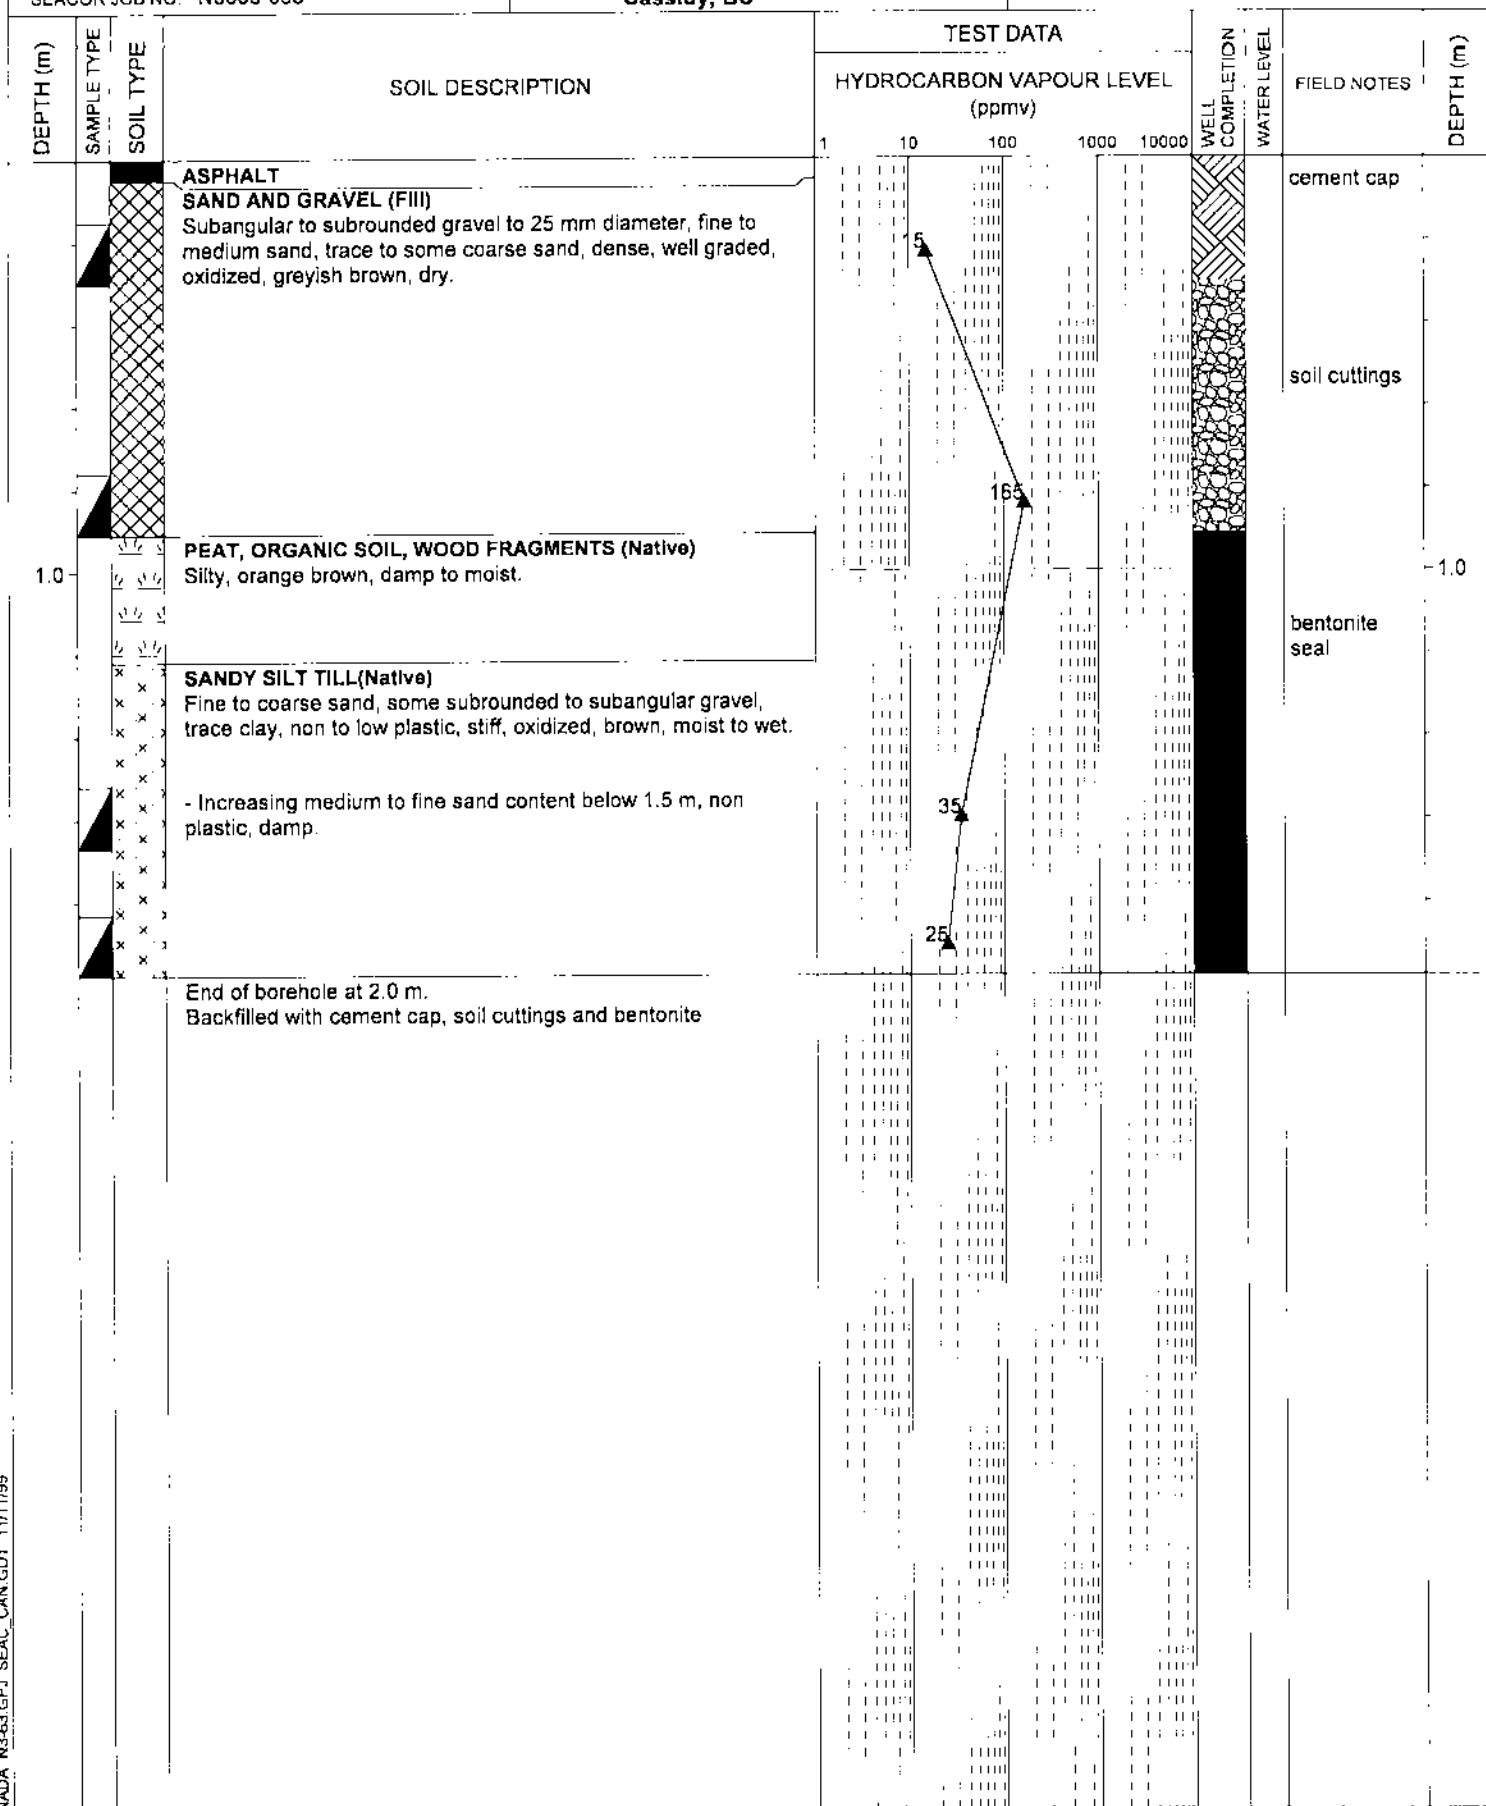 Cassidy, BC
DEPTH (m)
SAMPLE TYPE
SOIL TYPE
SOIL DESCRIPTION
TEST DATA
HYDROCARBON VAPOUR LEVEL
(ppmv)
1 10 100 1000 10000
WELL
COMPLETION
WATER LEVEL
FIELD NOTES
DEPTH (m)
ASPHALT
cement cap
SAND AND GRAVEL (Fill)
Subangular to subrounded gravel to 25 mm diameter, fine to
medium sand, trace to some coarse sand, dense, well graded,
oxidized, greyish brown, dry.
15
soil cuttings
165
PEAT, ORGANIC SOIL, WOOD FRAGMENTS (Native)
1.0
Silty, orange brown, damp to moist.
1.0
bentonite
seal
SANDY SILT TILL(Native)
Fine to coarse sand, some subrounded to subangular gravel,
trace clay, non to low plastic, stiff, oxidized, brown, moist to wet.
- Increasing medium to fine sand content below 1.5 m, non
plastic, damp.
35
25
End of borehole at 2.0 m.
Backfilled with cement cap, soil cuttings and bentonite
SEAC_CAN.GDT 11/11/99